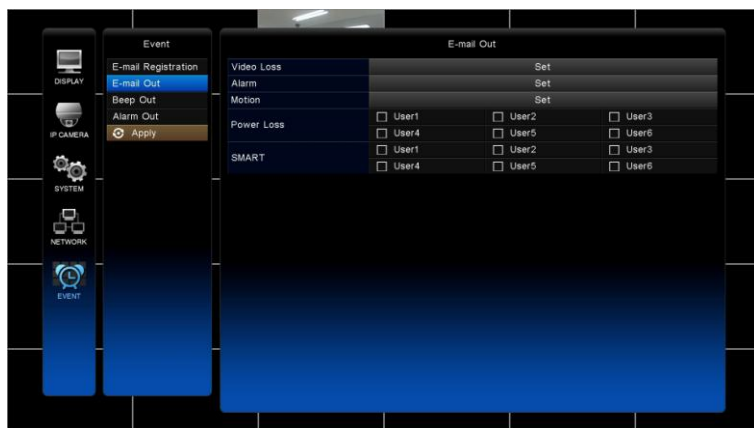 DISPLAY
IP CAMERA
SYSTEM
NETWORK
EVENT
Event
E-mail Registration
E-mail Out
Beep Out
Alarm Out
Apply
E-mail Out
Video Loss Set
Alarm Set
Motion Set
Power Loss
User1 User2 User3
User4 User5 User6
SMART
User1 User2 User3
User4 User5 User6